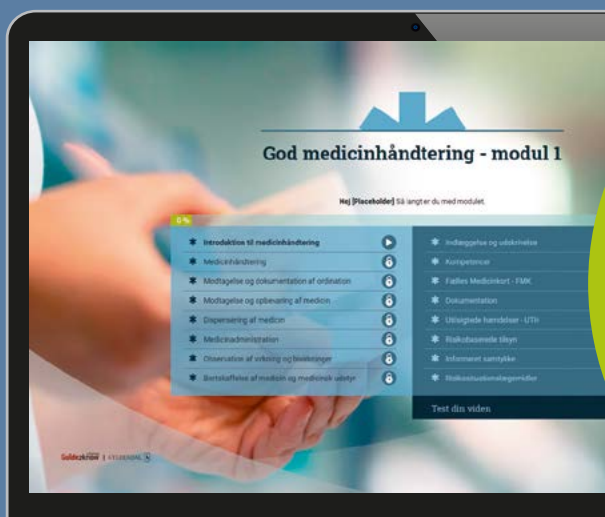 God medicinhåndtering - modul 1
Hej [Placeholder] Så langt er du med modulet.
0 %
Introduktion til medicinhåndtering
Medicinhåndtering
Modtagelse og dokumentation af ordination
Modtagelse og opbevaring af medicin
Dispensering af medicin
Medicinadministration
Observation af virkning og bivirkninger
Bortskaffelse af medicin og medicinsk udstyr
Indlæggelse og udskrivelse
Kompetencer
Fælles Medicinkort - FMK
Dokumentation
Utilsigtede hændelser - UTH
Risikobaserede tilsyn
Informeret samtykke
Risikosituationslægemidler
Test din viden
GYLDENDAL